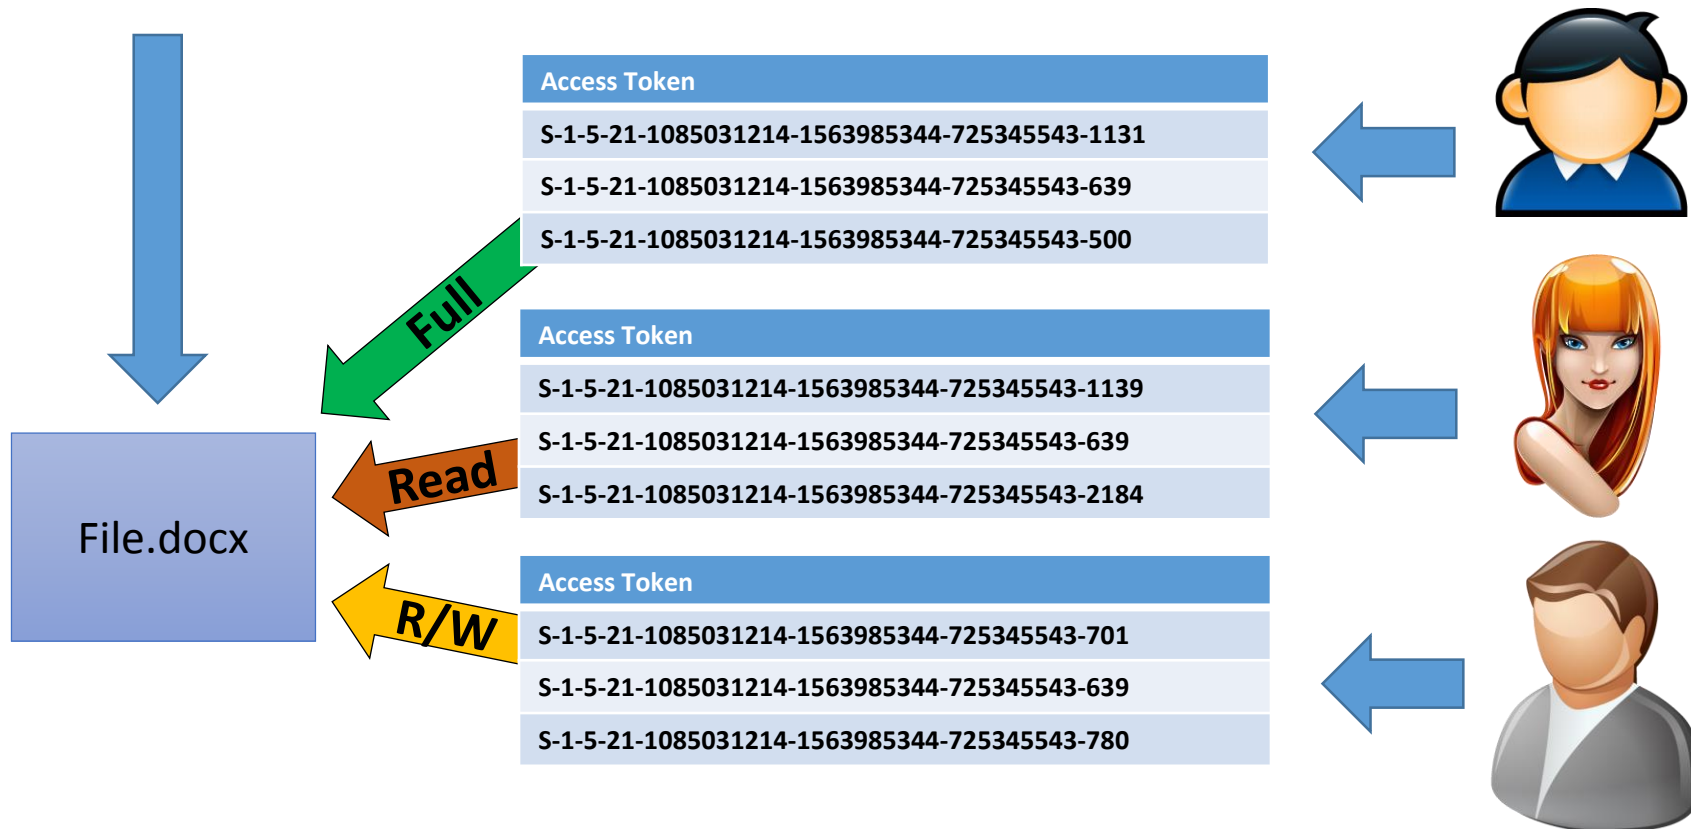 Access Token
S-1-5-21-1085031214-1563985344-725345543-1131
S-1-5-21-1085031214-1563985344-725345543-639
S-1-5-21-1085031214-1563985344-725345543-500
Full
Access Token
S-1-5-21-1085031214-1563985344-725345543-1139
S-1-5-21-1085031214-1563985344-725345543-639
S-1-5-21-1085031214-1563985344-725345543-2184
Read
File.docx
Access Token
S-1-5-21-1085031214-1563985344-725345543-701
S-1-5-21-1085031214-1563985344-725345543-639
S-1-5-21-1085031214-1563985344-725345543-780
R/W